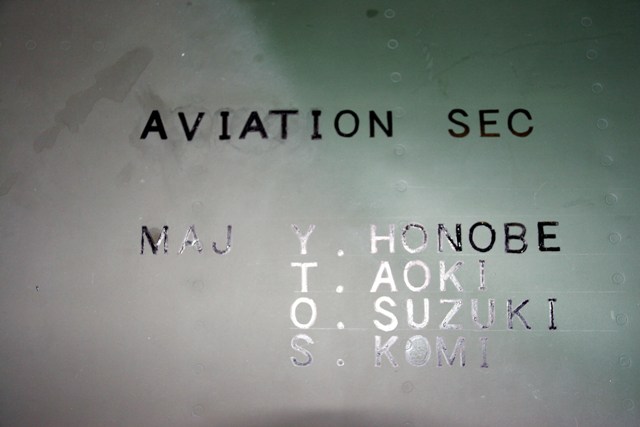 AVIATION SEC
MAJ Y. HONOBE
T. AOKI
O. SUZUKI
S. KOMI